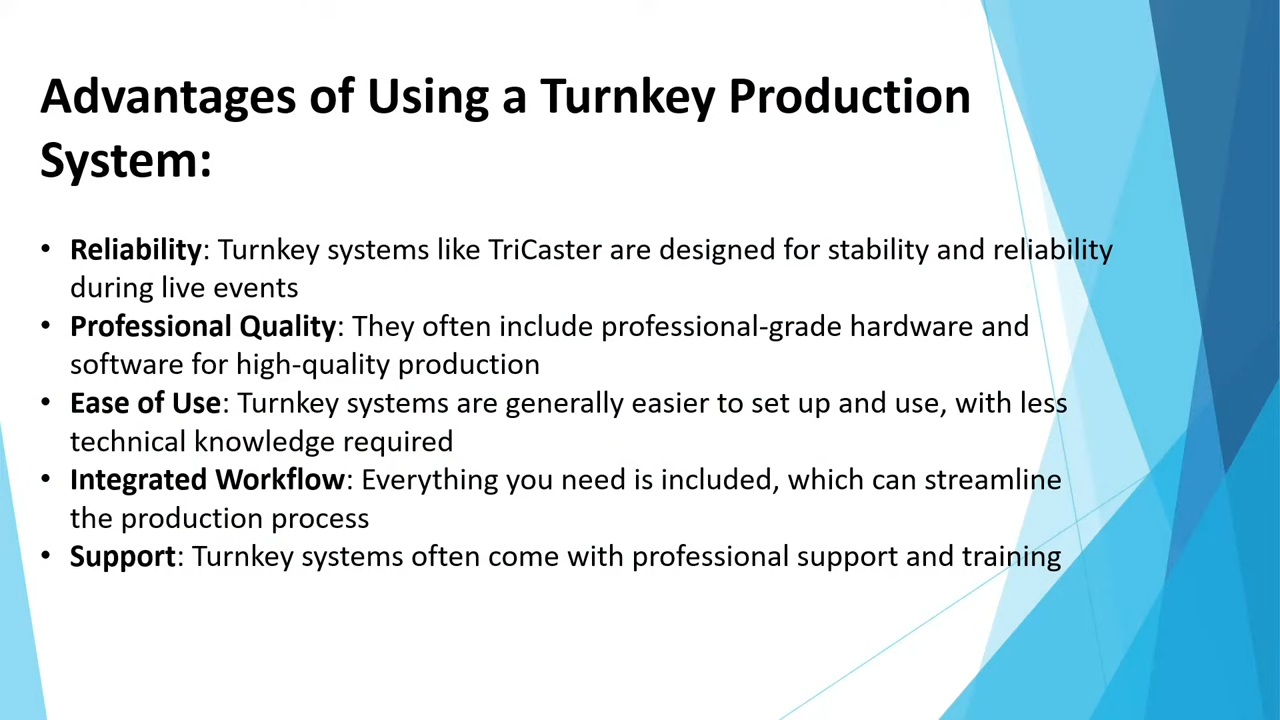 Advantages of Using a Turnkey Production
System:
• Reliability: Turnkey systems like TriCaster are designed for stability and reliability
during live events
• Professional Quality: They often include professional-grade hardware and
software for high-quality production
• Ease of Use: Turnkey systems are generally easier to set up and use, with less
technical knowledge required
• Integrated Workflow: Everything you need is included, which can streamline
the production process
• Support: Turnkey systems often come with professional support and training